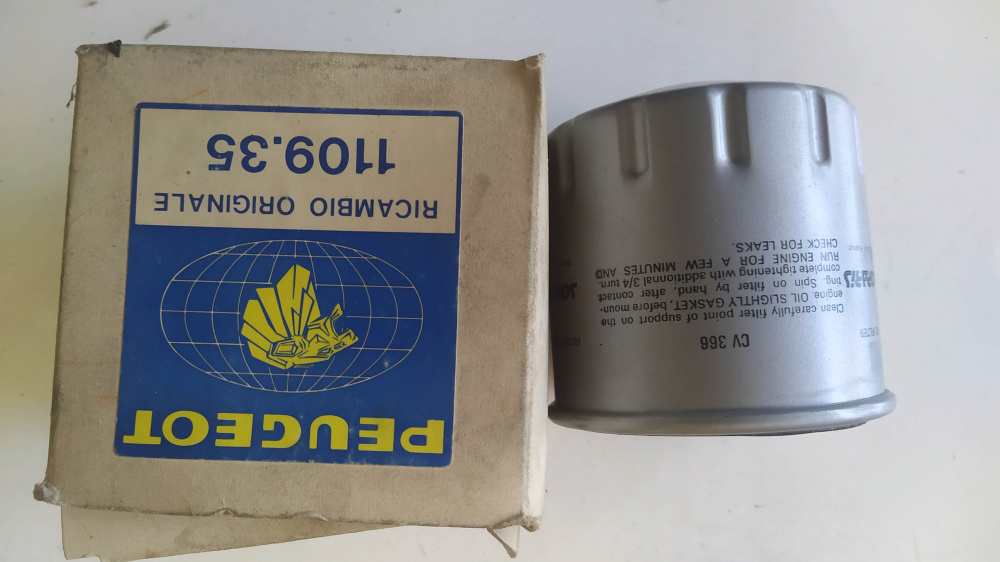 PEUGEOT
RICAMBIO ORIGINALE
1109.35
CV 366
Clean carefully filter point of support on the
engine. OIL SLIGHTLY GASKET, before moun-
ting. Spin on filter by hand, after contact
complete tightening with additionnal 3/4 turn.
RUN ENGINE FOR A FEW MINUTES AND
CHECK FOR LEAKS.
FILTER